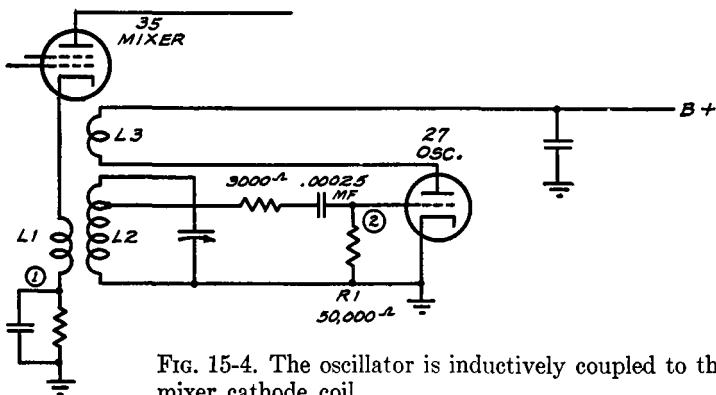 35
MIXER
L3
B+
27
OSC.
3000Ω
.00025
MF
L1
L2
①
②
R1
50,000Ω
FIG. 15-4. The oscillator is inductively coupled to th
mixer cathode coil